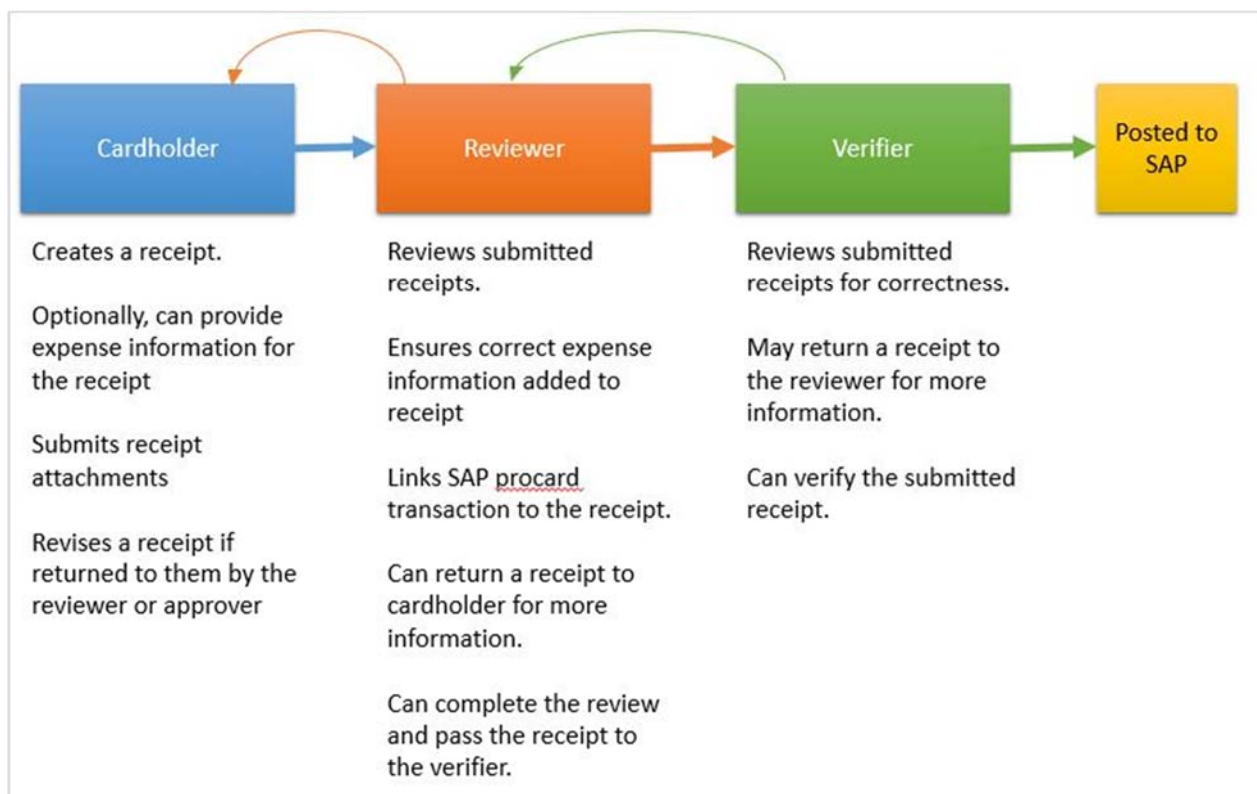 Cardholder
Reviewer
Verifier
Posted to
SAP
Creates a receipt.
Optionally, can provide
expense information for
the receipt
Submits receipt
attachments
Revises a receipt if
returned to them by the
reviewer or approver
Reviews submitted
receipts.
Ensures correct expense
information added to
receipt
Links SAP procard
transaction to the receipt.
Can return a receipt to
cardholder for more
information.
Can complete the review
and pass the receipt to
the verifier.
Reviews submitted
receipts for correctness.
May return a receipt to
the reviewer for more
information.
Can verify the submitted
receipt.